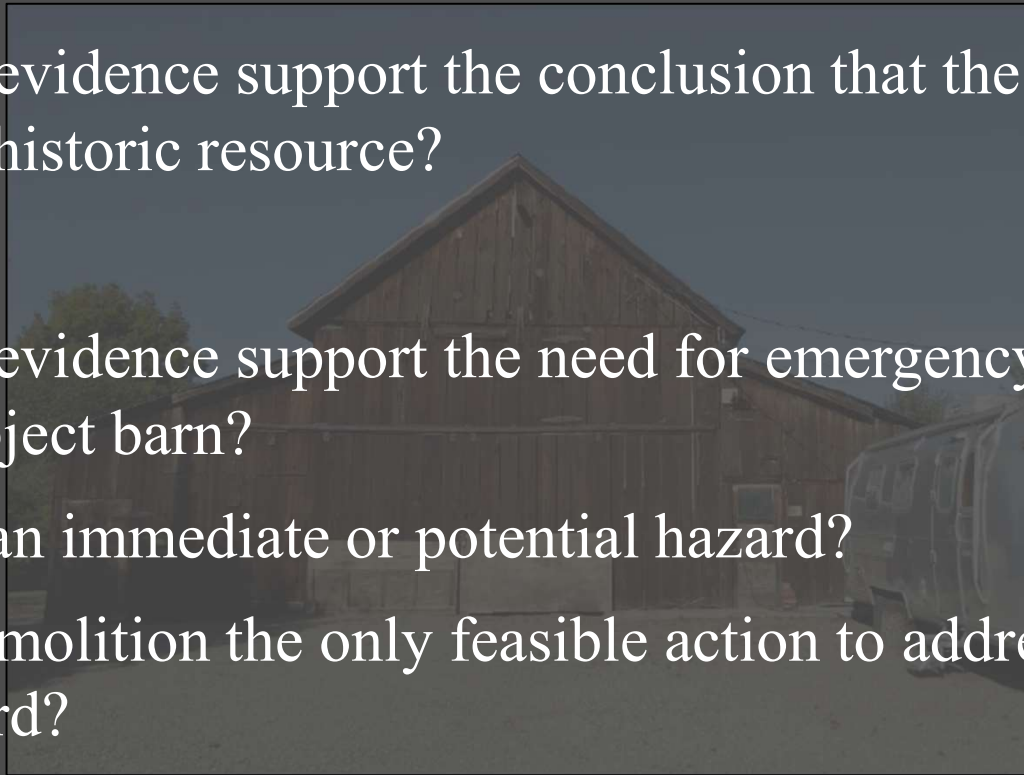 evidence support the conclusion that the
historic resource?
evidence support the need for emergency
ject barn?
an immediate or potential hazard?
molition the only feasible action to addre
rd?